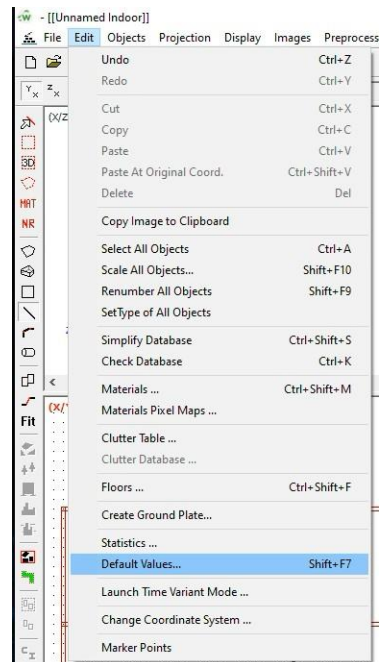 - [[Unnamed Indoor]]
File Edit Objects Projection Display Images Preprocess
Undo Ctrl+Z
Redo Ctrl+Y
Y X Z X
Cut Ctrl+X
(X/Z
Copy Ctrl+C
Paste Ctrl+V
3D
Paste At Original Coord. Ctrl+Shift+V
Delete Del
MAT
NR
Copy Image to Clipboard
Select All Objects Ctrl+A
Scale All Objects... Shift+F10
Renumber All Objects Shift+F9
SetType of All Objects
Simplify Database Ctrl+Shift+S
Check Database Ctrl+K
Materials ... Ctrl+Shift+M
(X/Y
Materials Pixel Maps ...
Fit
Clutter Table ...
Clutter Database ...
Floors ... Ctrl+Shift+F
Create Ground Plate...
Statistics ...
Default Values... Shift+F7
Launch Time Variant Mode ...
Change Coordinate System ...
Marker Points